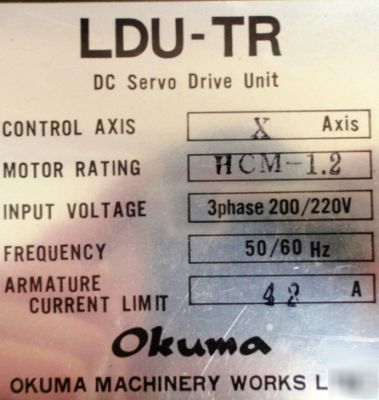 LDU-TR
DC Servo Drive Unit
CONTROL AXIS X Axis
MOTOR RATING HCM-1.2
INPUT VOLTAGE 3phase 200/220V
FREQUENCY 50/60 Hz
ARMATURE
CURRENT LIMIT 42 A
Okuma
OKUMA MACHINERY WORKS L